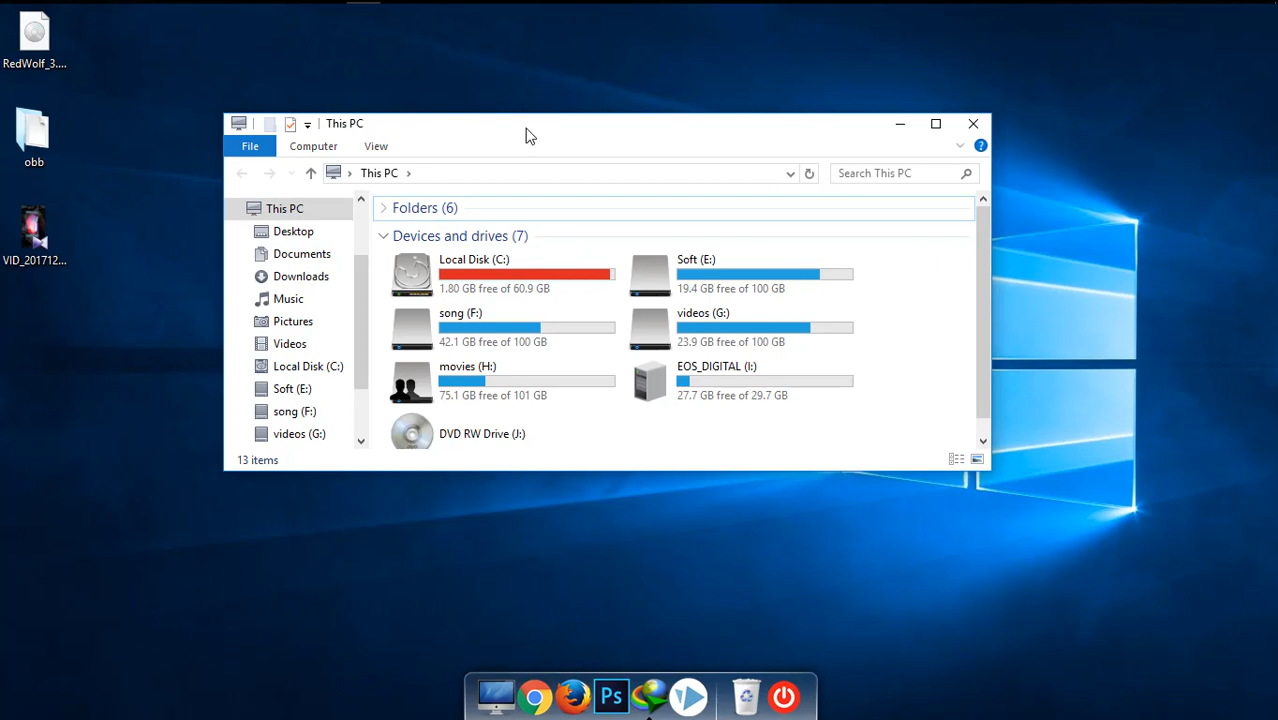 RedWolf_3....
obb
VID_201712...
This PC
File Computer View
This PC
Search This PC
This PC
Desktop
Documents
Downloads
Music
Pictures
Videos
Local Disk (C:)
Soft (E:)
song (F:)
videos (G:)
Folders (6)
Devices and drives (7)
Local Disk (C:)
1.80 GB free of 60.9 GB
Soft (E:)
19.4 GB free of 100 GB
song (F:)
42.1 GB free of 100 GB
videos (G:)
23.9 GB free of 100 GB
movies (H:)
75.1 GB free of 101 GB
EOS_DIGITAL (I:)
27.7 GB free of 29.7 GB
DVD RW Drive (J:)
13 items
Ps